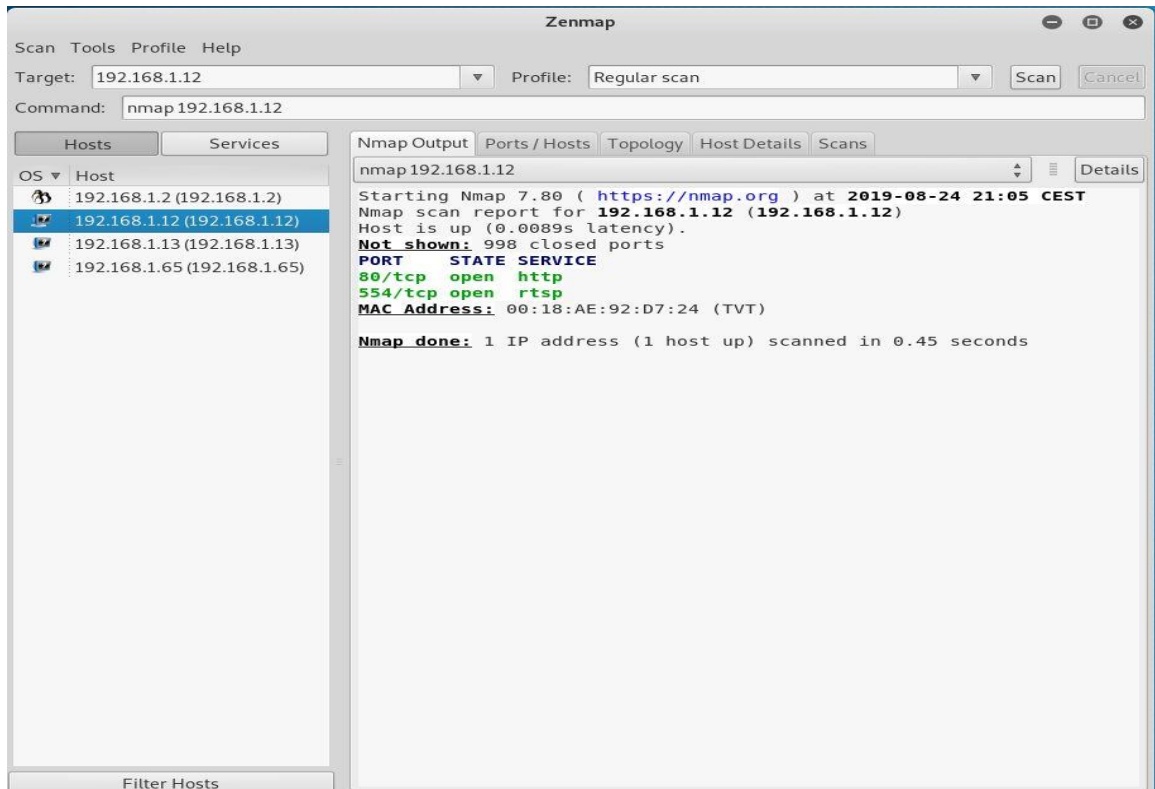 Zenmap
Scan Tools Profile Help
Target: 192.168.1.12 Profile: Regular scan Scan Cancel
Command: nmap 192.168.1.12
Hosts Services
Nmap Output Ports / Hosts Topology Host Details Scans
OS Host
192.168.1.2 (192.168.1.2)
192.168.1.12 (192.168.1.12)
192.168.1.13 (192.168.1.13)
192.168.1.65 (192.168.1.65)
nmap 192.168.1.12 Details
Starting Nmap 7.80 ( https://nmap.org ) at 2019-08-24 21:05 CEST
Nmap scan report for 192.168.1.12 (192.168.1.12)
Host is up (0.0089s latency).
Not shown: 998 closed ports
PORT STATE SERVICE
80/tcp open http
554/tcp open rtsp
MAC Address: 00:18:AE:92:D7:24 (TVT)
Nmap done: 1 IP address (1 host up) scanned in 0.45 seconds
Filter Hosts